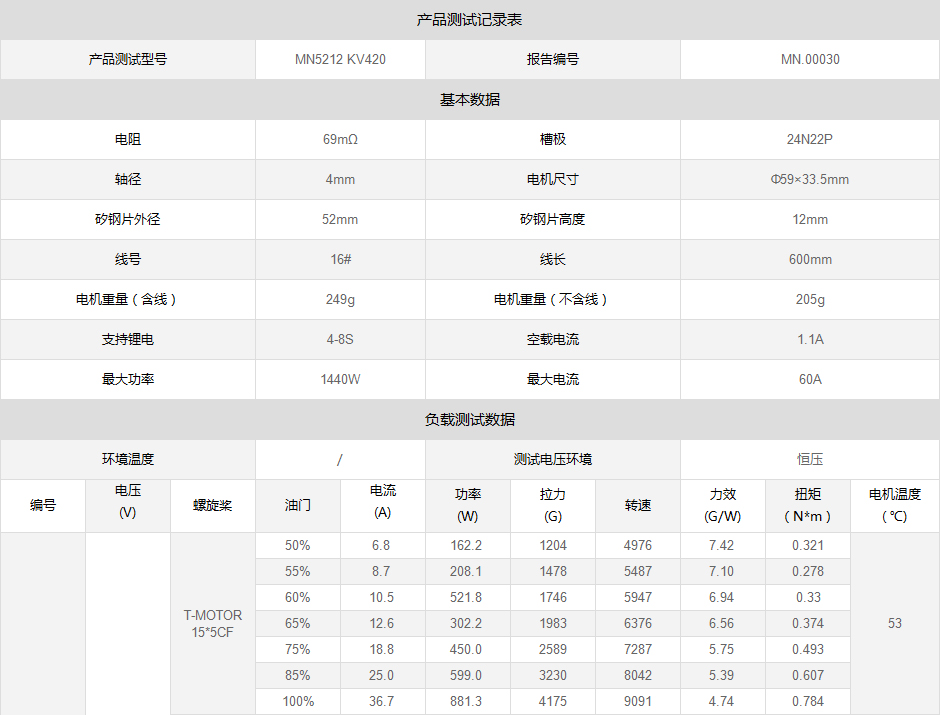 产品测试记录表
产品测试型号 MN5212 KV420 报告编号 MN.00030
基本数据
电阻 69mΩ 槽极 24N22P
轴径 4mm 电机尺寸 Φ59×33.5mm
矽钢片外径 52mm 矽钢片高度 12mm
线号 16# 线长 600mm
电机重量（含线） 249g 电机重量（不含线） 205g
支持锂电 4-8S 空载电流 1.1A
最大功率 1440W 最大电流 60A
负载测试数据
环境温度 / 测试电压环境 恒压
编号 电压 (V) 螺旋桨 油门 电流 (A) 功率 (W) 拉力 (G) 转速 力效 (G/W) 扭矩 （N*m） 电机温度 （℃）
T-MOTOR 15*5CF
50% 6.8 162.2 1204 4976 7.42 0.321
55% 8.7 208.1 1478 5487 7.10 0.278
60% 10.5 521.8 1746 5947 6.94 0.33
65% 12.6 302.2 1983 6376 6.56 0.374 53
75% 18.8 450.0 2589 7287 5.75 0.493
85% 25.0 599.0 3230 8042 5.39 0.607
100% 36.7 881.3 4175 9091 4.74 0.784